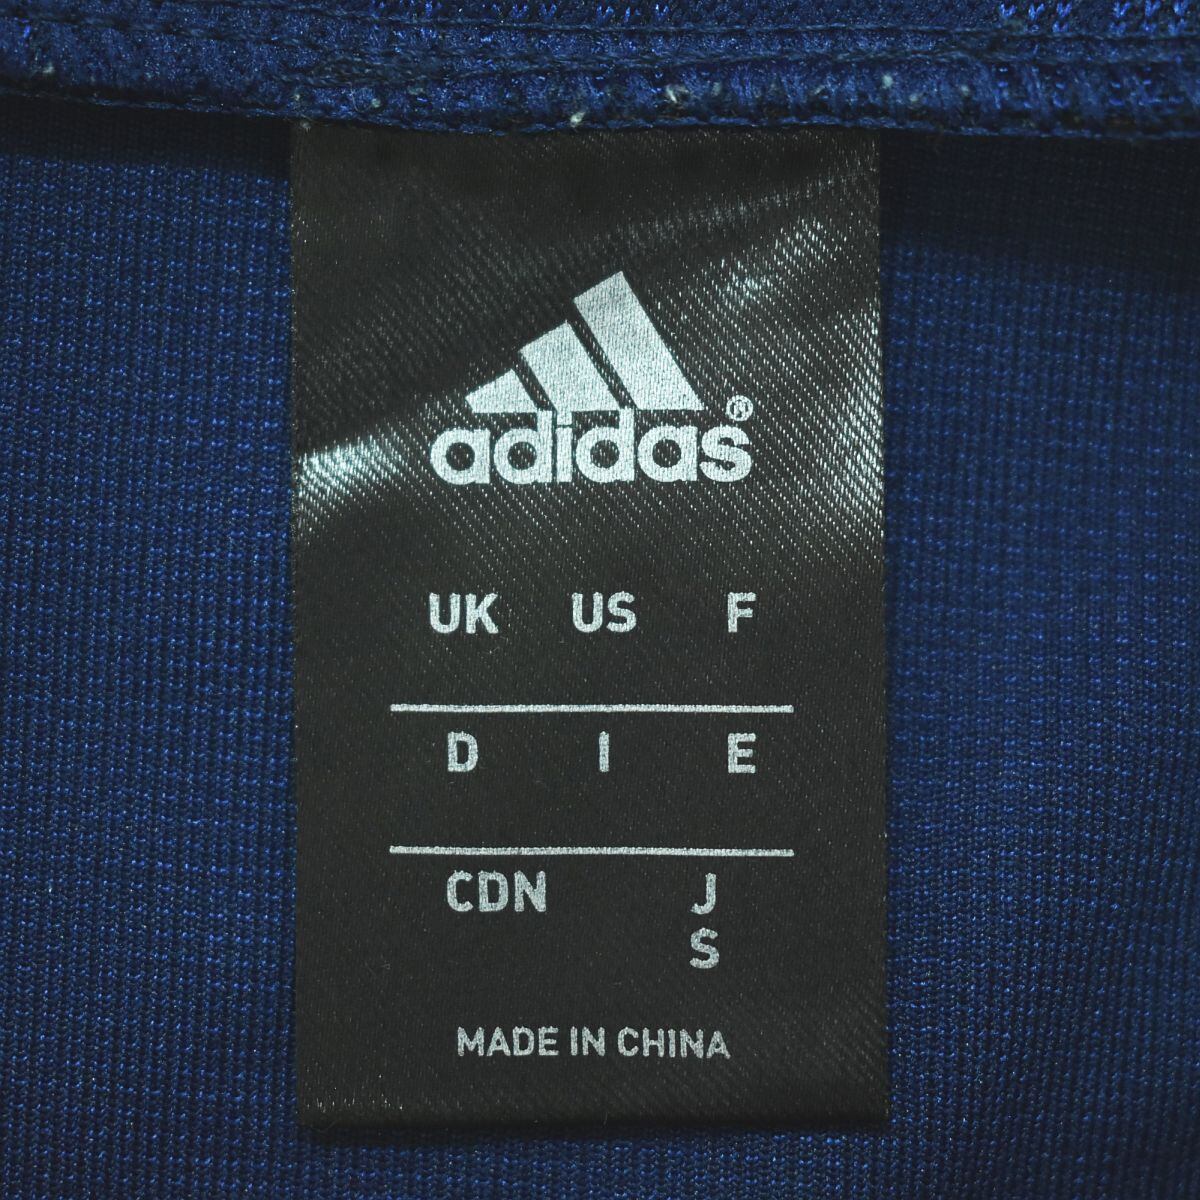 adidas®
UK US F
D I E
CDN J
S
MADE IN CHINA